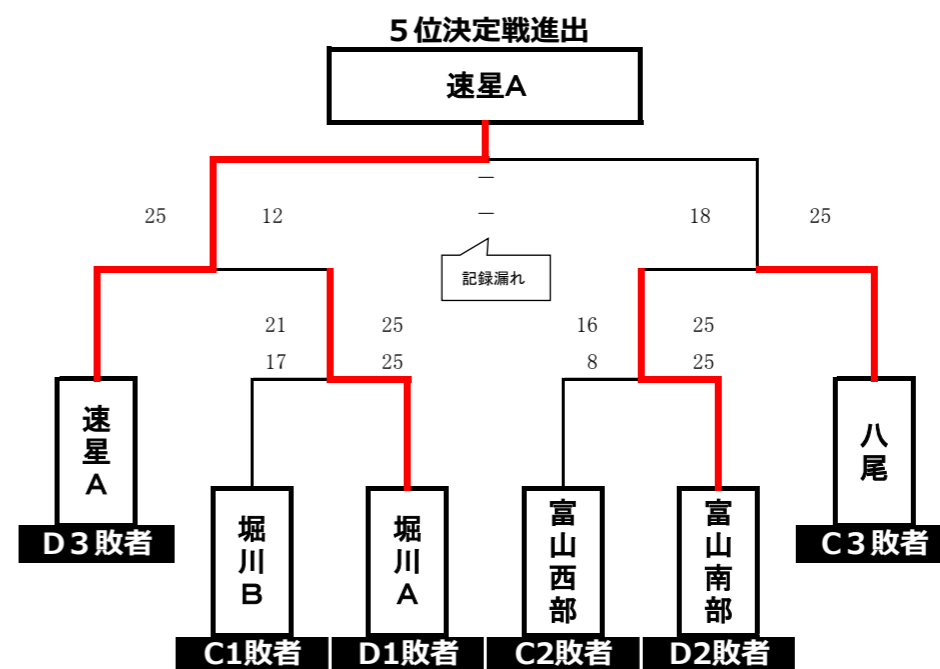 ５位決定戦進出
速星Ａ
—
—
25 12 18 25
記録漏れ
21 25 16 25
17 25 8 25
速星Ａ
八尾
D３敗者
C３敗者
堀川Ｂ
堀川Ａ
富山西部
富山南部
C1敗者
D1敗者
C2敗者
D2敗者